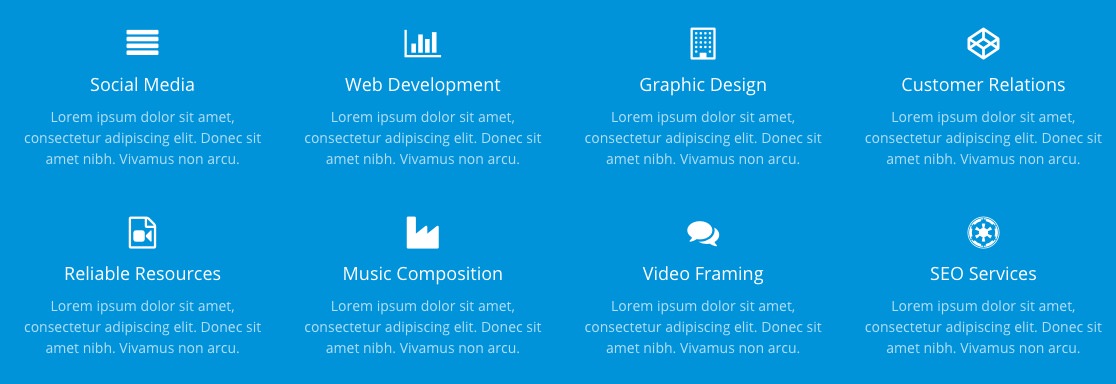 Social Media
Lorem ipsum dolor sit amet,
consectetur adipiscing elit. Donec sit
amet nibh. Vivamus non arcu.
Web Development
Lorem ipsum dolor sit amet,
consectetur adipiscing elit. Donec sit
amet nibh. Vivamus non arcu.
Graphic Design
Lorem ipsum dolor sit amet,
consectetur adipiscing elit. Donec sit
amet nibh. Vivamus non arcu.
Customer Relations
Lorem ipsum dolor sit amet,
consectetur adipiscing elit. Donec sit
amet nibh. Vivamus non arcu.
Reliable Resources
Lorem ipsum dolor sit amet,
consectetur adipiscing elit. Donec sit
amet nibh. Vivamus non arcu.
Music Composition
Lorem ipsum dolor sit amet,
consectetur adipiscing elit. Donec sit
amet nibh. Vivamus non arcu.
Video Framing
Lorem ipsum dolor sit amet,
consectetur adipiscing elit. Donec sit
amet nibh. Vivamus non arcu.
SEO Services
Lorem ipsum dolor sit amet,
consectetur adipiscing elit. Donec sit
amet nibh. Vivamus non arcu.